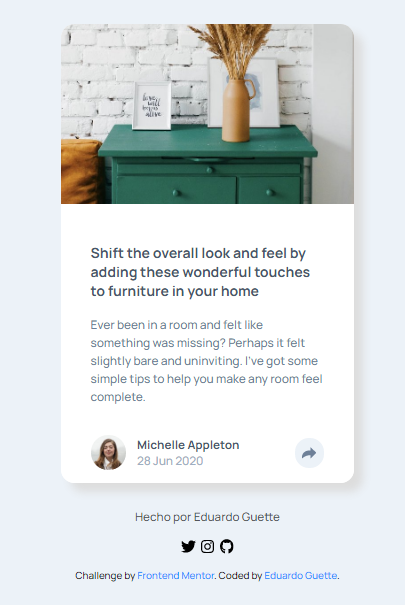 love
Shift the overall look and feel by
adding these wonderful touches
to furniture in your home
Ever been in a room and felt like
something was missing? Perhaps it felt
slightly bare and uninviting. I've got some
simple tips to help you make any room feel
complete.
Michelle Appleton
28 Jun 2020
Hecho por Eduardo Guette
Challenge by Frontend Mentor. Coded by Eduardo Guette.